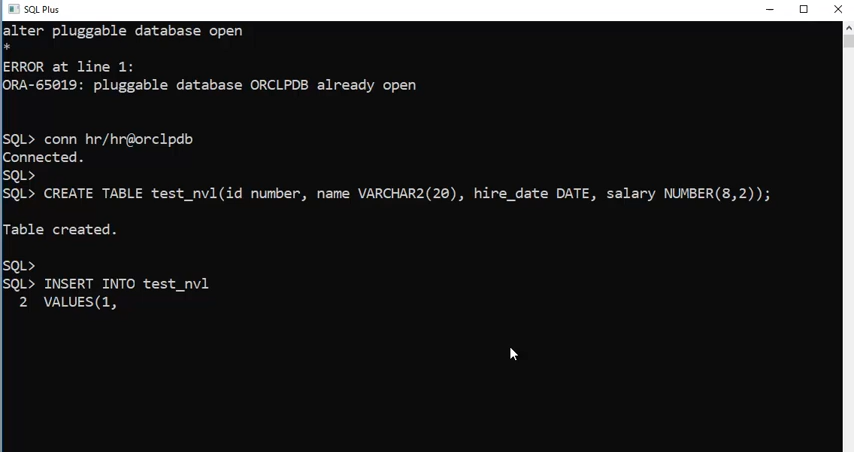 SQL Plus
alter pluggable database open
*
ERROR at line 1:
ORA-65019: pluggable database ORCLPDB already open
SQL> conn hr/hr@orclpdb
Connected.
SQL>
SQL> CREATE TABLE test_nvl(id number, name VARCHAR2(20), hire_date DATE, salary NUMBER(8,2));
Table created.
SQL>
SQL> INSERT INTO test_nvl
2 VALUES(1,